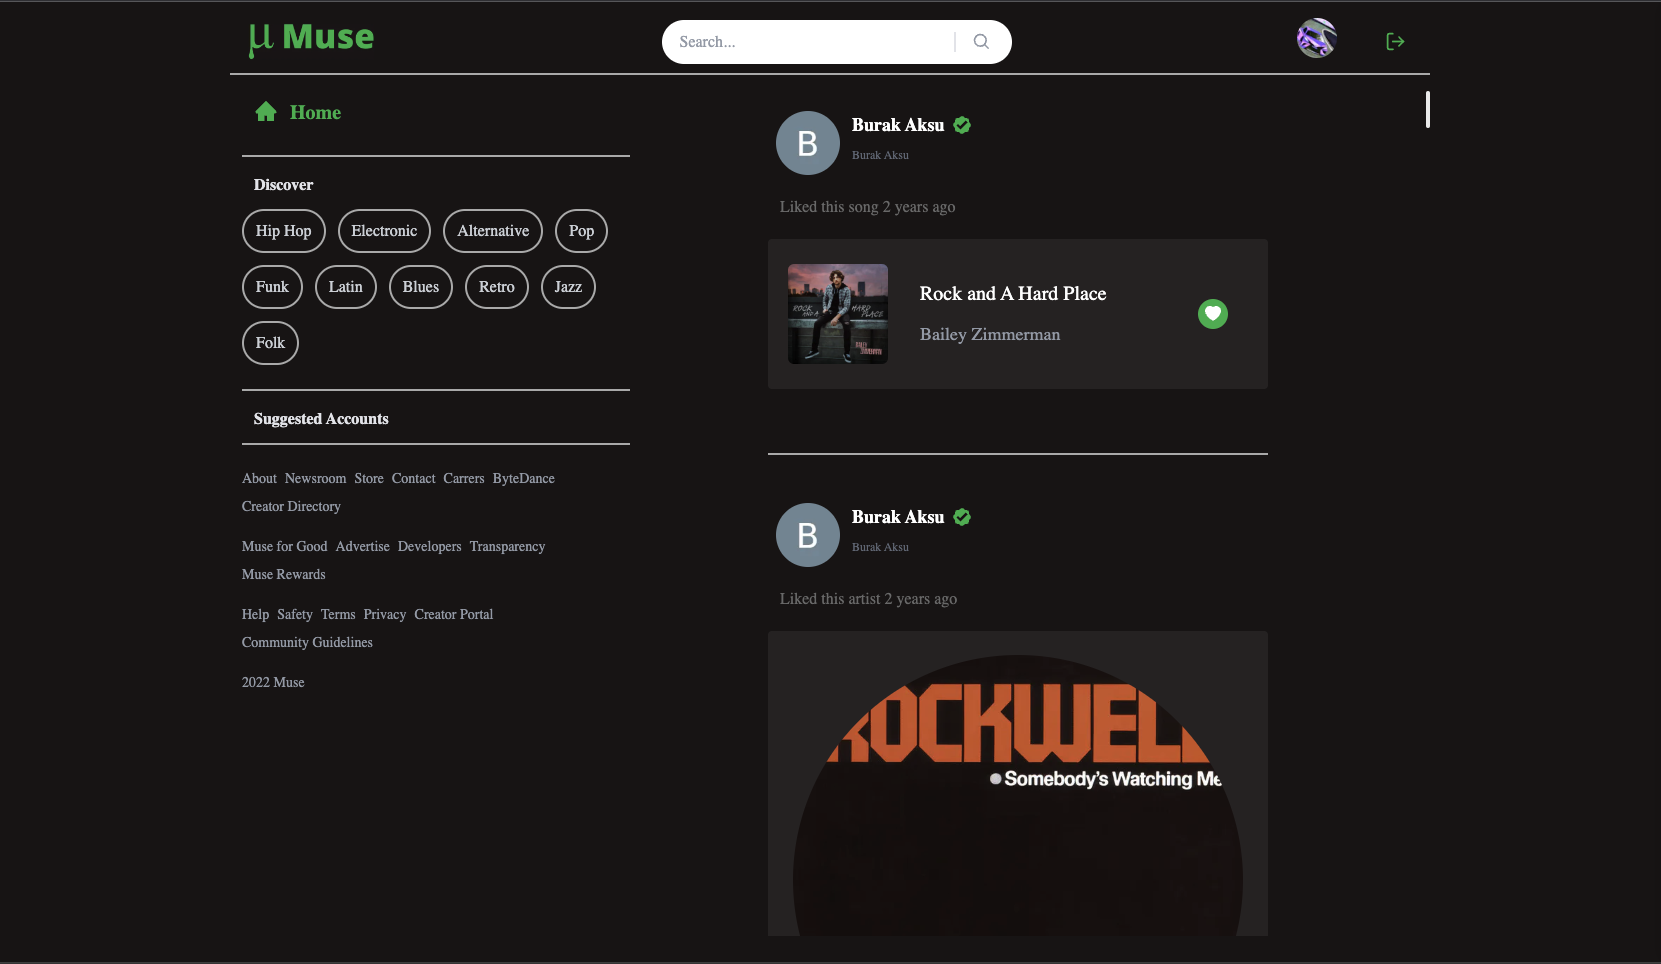 μ Muse
Search...
Home
Discover
Hip Hop Electronic Alternative Pop
Funk Latin Blues Retro Jazz
Folk
Suggested Accounts
About Newsroom Store Contact Carrers ByteDance
Creator Directory
Muse for Good Advertise Developers Transparency
Muse Rewards
Help Safety Terms Privacy Creator Portal
Community Guidelines
2022 Muse
B
Burak Aksu
Burak Aksu
Liked this song 2 years ago
ROCK AND A HARD PLACE
BAILEY ZIMMERMAN
Rock and A Hard Place
Bailey Zimmerman
B
Burak Aksu
Burak Aksu
Liked this artist 2 years ago
ROCKWELL
Somebody's Watching Me